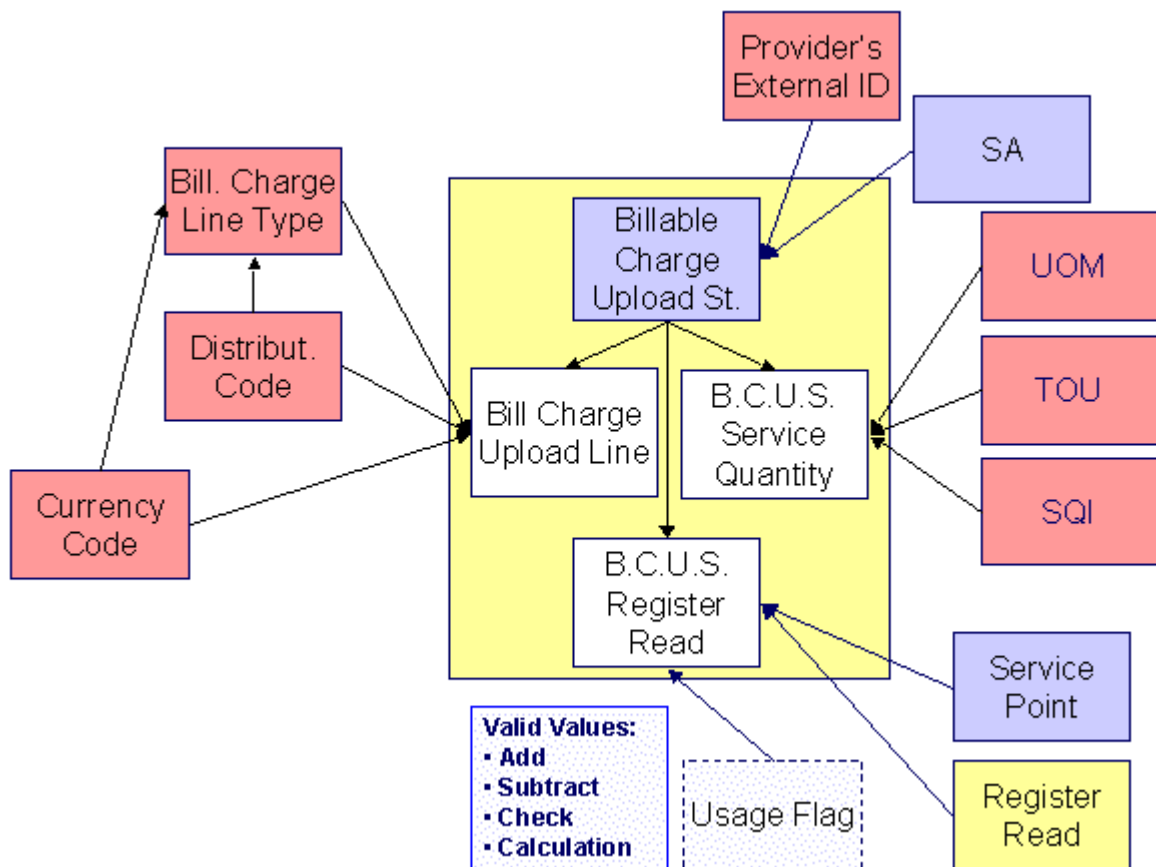 Provider's
External ID
SA
Bill. Charge
Line Type
Billable
Charge
Upload St.
UOM
Distribut.
Code
Bill Charge
Upload Line
B.C.U.S.
Service
Quantity
TOU
Currency
Code
SQI
B.C.U.S.
Register
Read
Service
Point
Valid Values:
• Add
• Subtract
• Check
• Calculation
Usage Flag
Register
Read